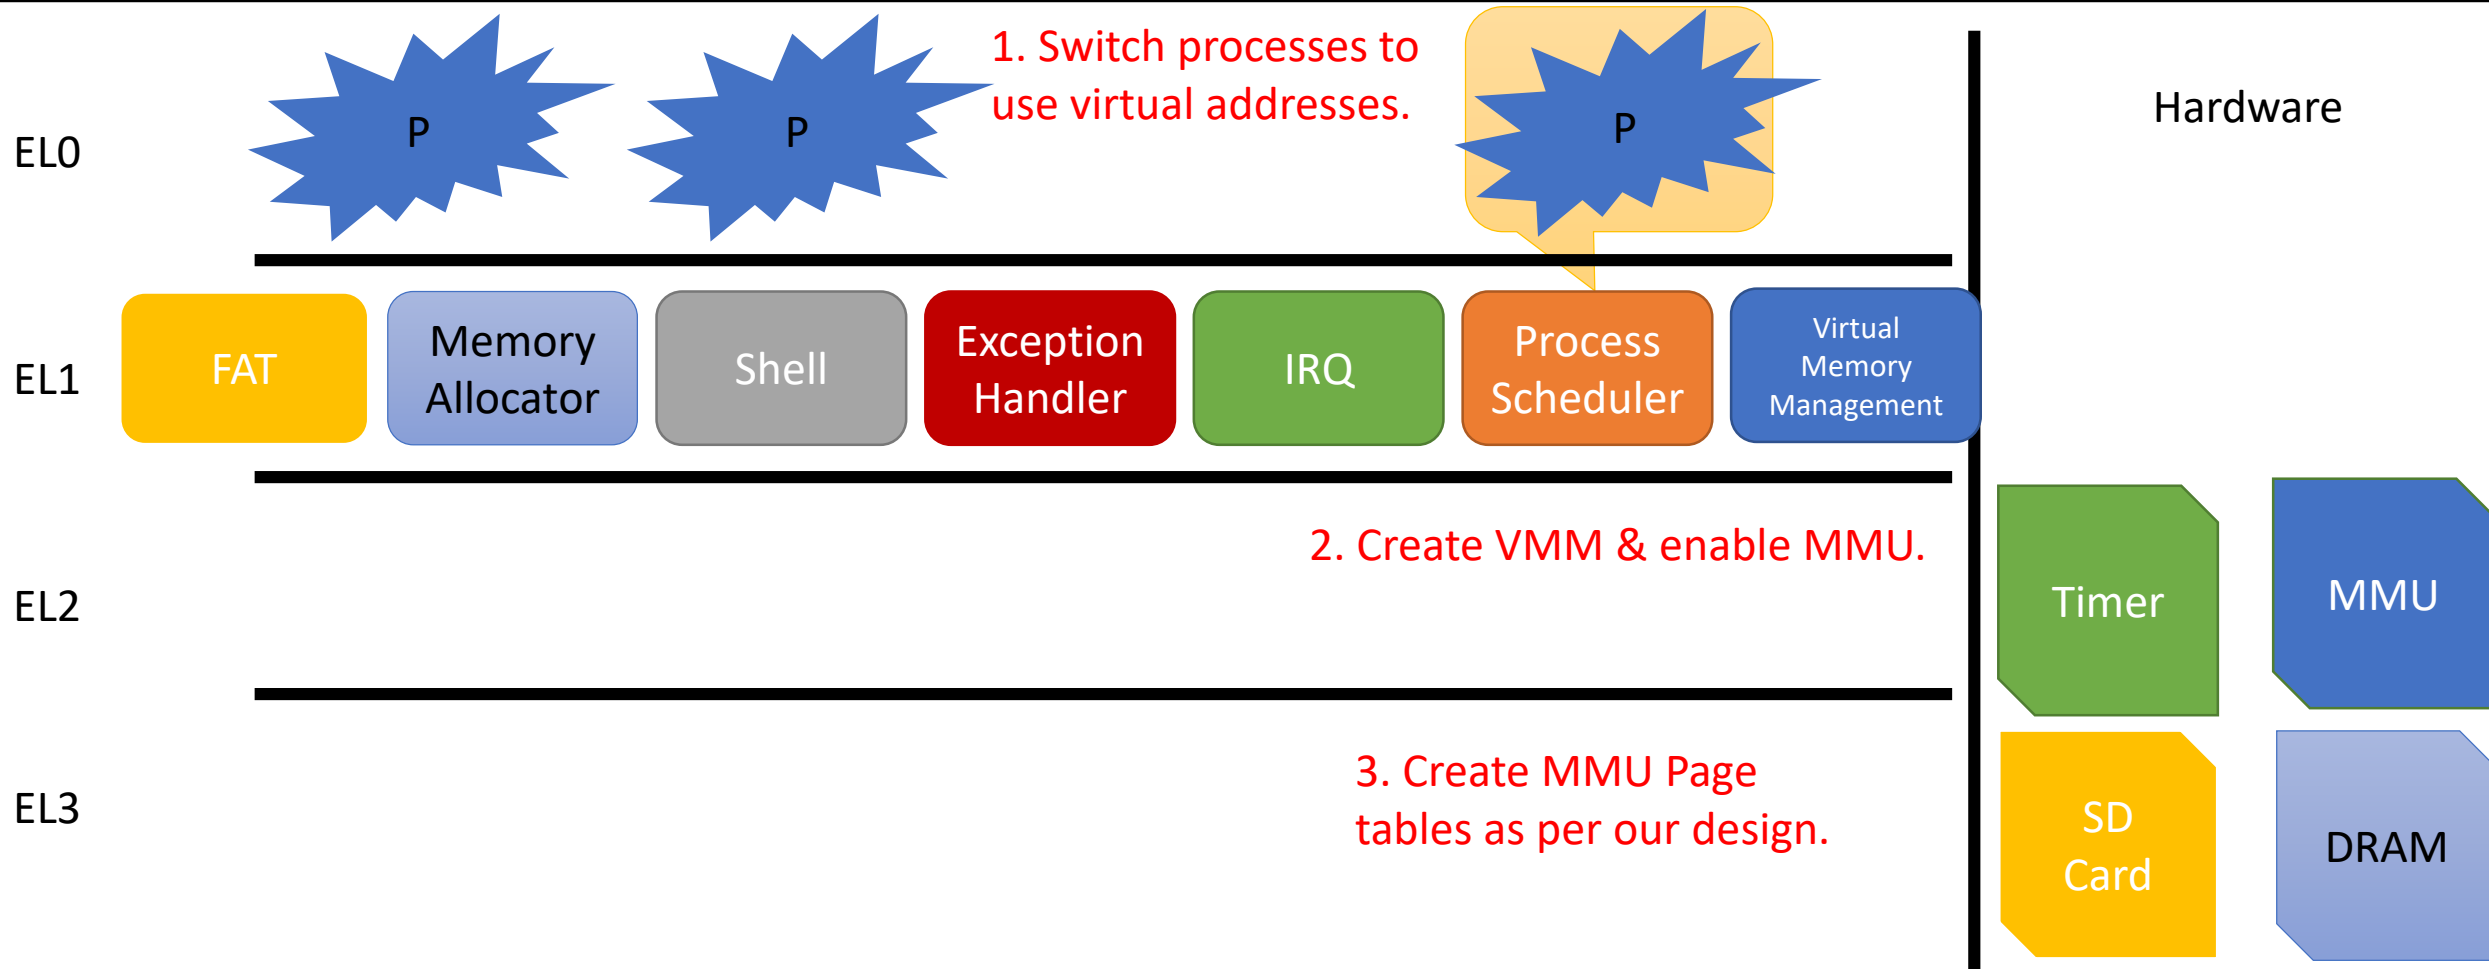 1. Switch processes to
use virtual addresses.
Hardware
EL0
P
P
P
EL1
FAT
Memory
Allocator
Shell
Exception
Handler
IRQ
Process
Scheduler
Virtual
Memory
Management
2. Create VMM & enable MMU.
EL2
Timer
MMU
3. Create MMU Page
tables as per our design.
EL3
SD
Card
DRAM